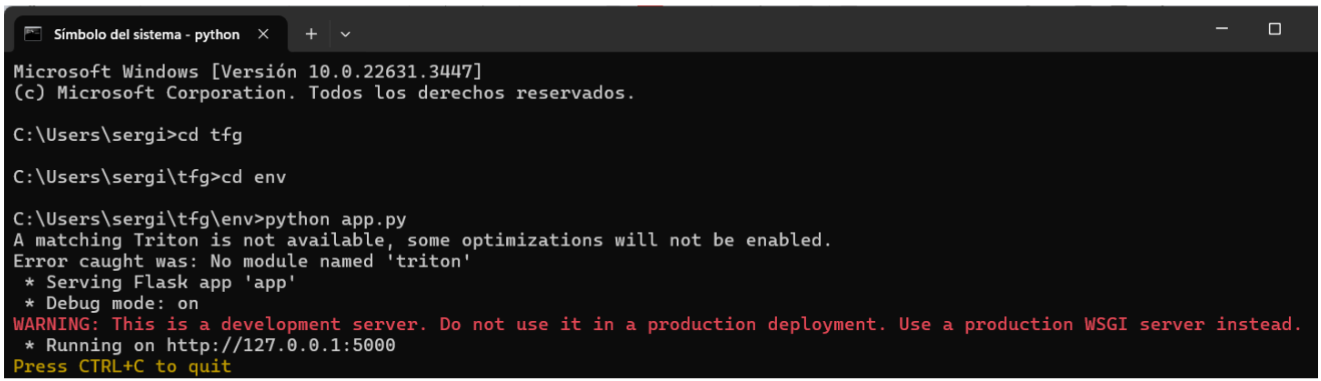 Símbolo del sistema - python
Microsoft Windows [Versión 10.0.22631.3447]
(c) Microsoft Corporation. Todos los derechos reservados.
C:\Users\sergi>cd tfg
C:\Users\sergi\tfg>cd env
C:\Users\sergi\tfg\env>python app.py
A matching Triton is not available, some optimizations will not be enabled.
Error caught was: No module named 'triton'
 * Serving Flask app 'app'
 * Debug mode: on
WARNING: This is a development server. Do not use it in a production deployment. Use a production WSGI server instead.
 * Running on http://127.0.0.1:5000
Press CTRL+C to quit